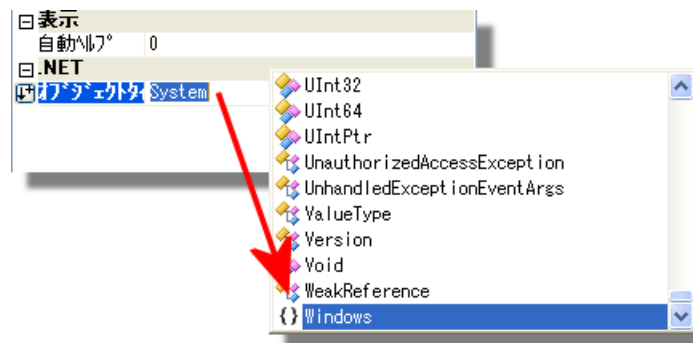 表示
自動ﾍﾙﾌﾟ 0
.NET
ｵﾌﾞｼﾞｪｸﾄﾀｲ System
UInt32
UInt64
UIntPtr
UnauthorizedAccessException
UnhandledExceptionEventArgs
ValueType
Version
Void
WeakReference
{} Windows